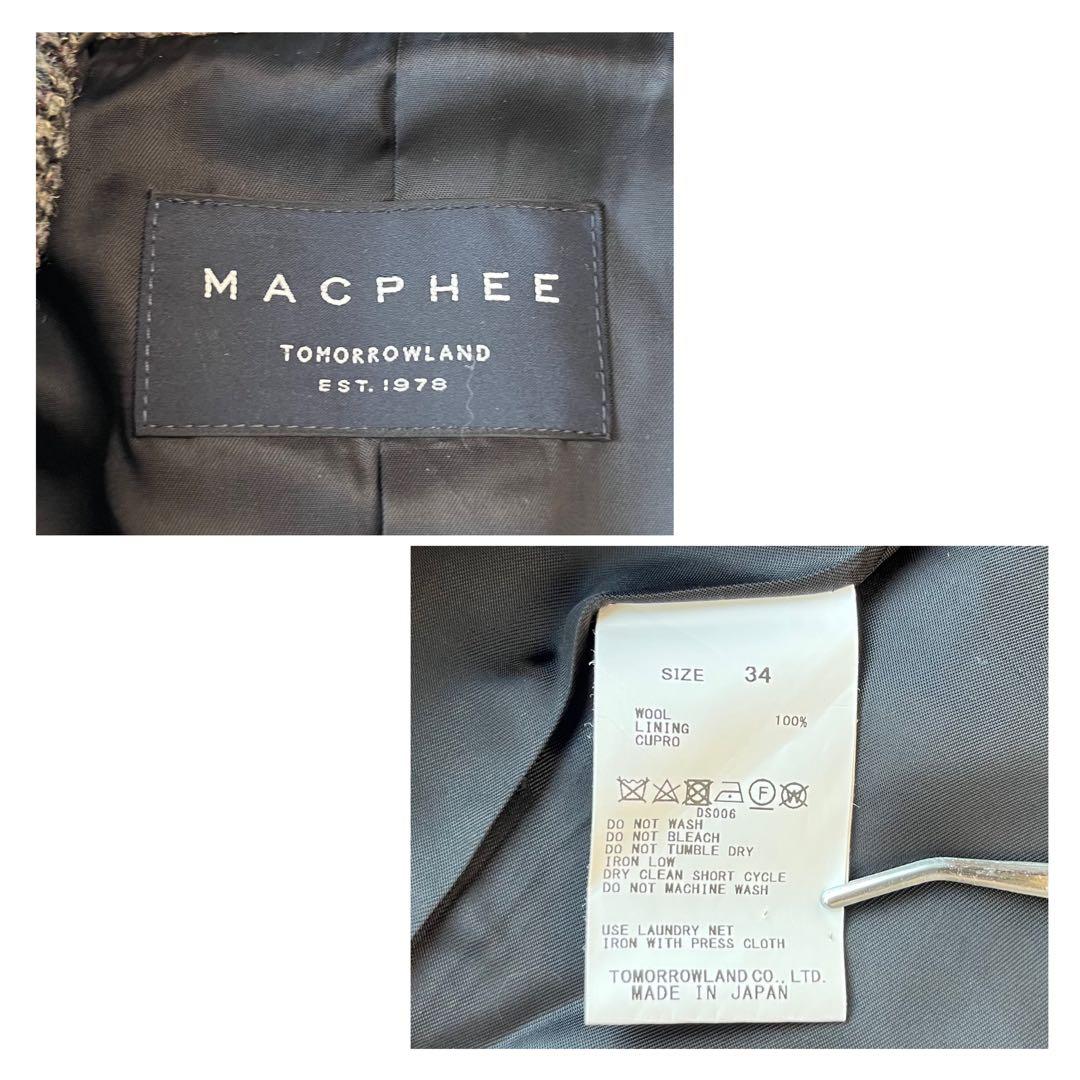 MACPHEE
TOMORROWLAND
EST. 1978
SIZE 34
WOOL 100%
LINING
CUPRO
F W
DS006
DO NOT WASH
DO NOT BLEACH
DO NOT TUMBLE DRY
IRON LOW
DRY CLEAN SHORT CYCLE
DO NOT MACHINE WASH
USE LAUNDRY NET
IRON WITH PRESS CLOTH
TOMORROWLAND CO., LTD.
MADE IN JAPAN